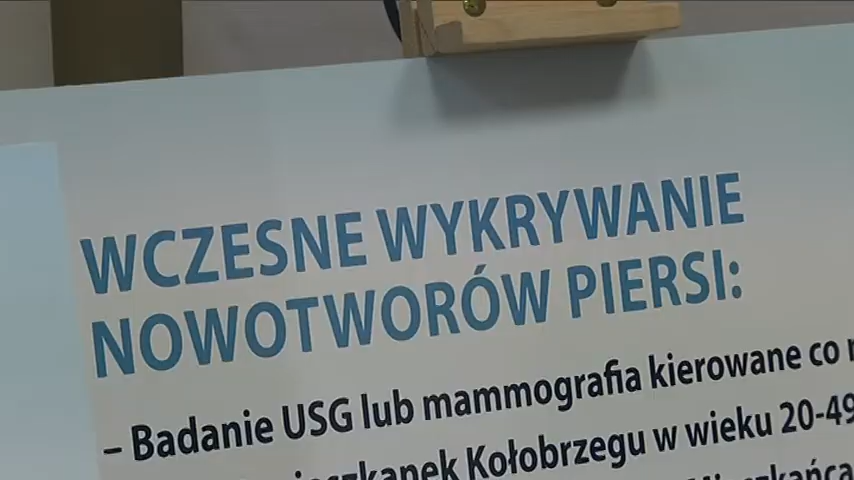 WCZESNE WYKRYWANIE
NOWOTWORÓW PIERSI:
– Badanie USG lub mammografia kierowane co
Kołobrzegu w wieku 20-49